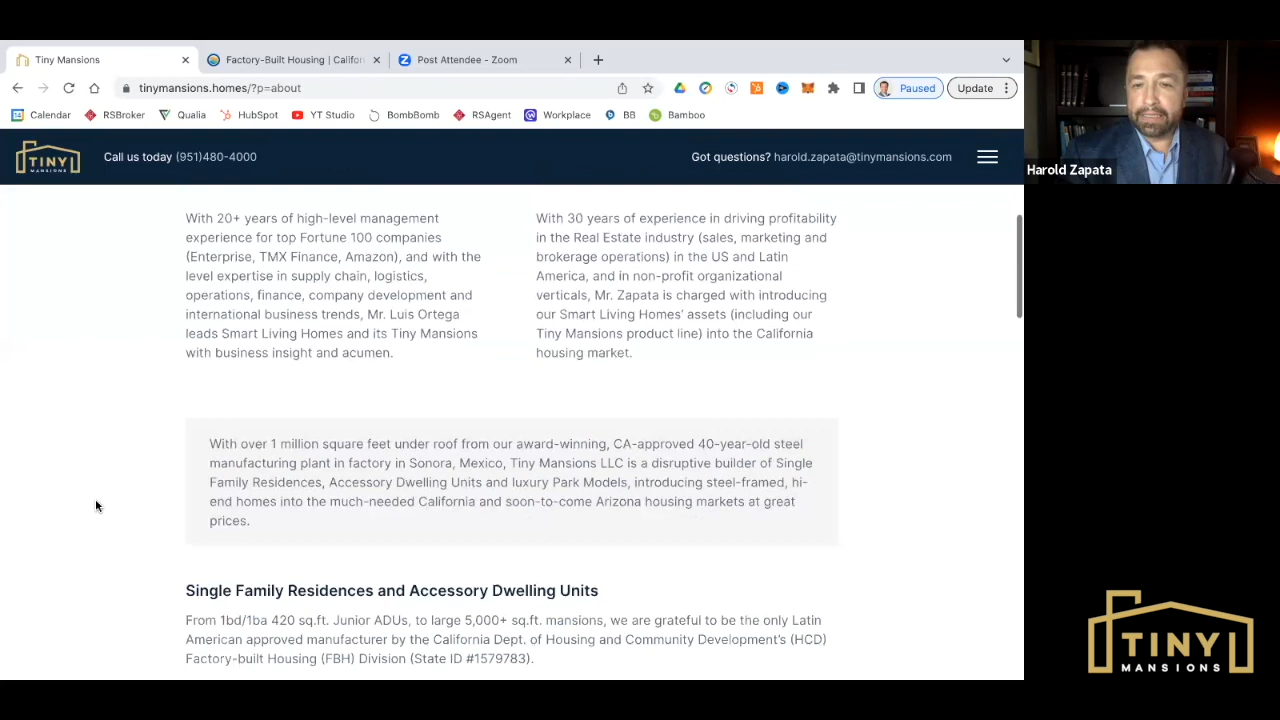 Tiny Mansions
Factory-Built Housing | Califor
Post Attendee - Zoom
tinymansions.homes/?p=about
Paused
Update
Calendar
RSBroker
Qualia
HubSpot
YT Studio
BombBomb
RSAgent
Workplace
BB
Bamboo
TINY
MANSIONS
Call us today (951)480-4000
Got questions? harold.zapata@tinymansions.com
Harold Zapata
With 20+ years of high-level management
experience for top Fortune 100 companies
(Enterprise, TMX Finance, Amazon), and with the
level expertise in supply chain, logistics,
operations, finance, company development and
international business trends, Mr. Luis Ortega
leads Smart Living Homes and its Tiny Mansions
with business insight and acumen.
With 30 years of experience in driving profitability
in the Real Estate industry (sales, marketing and
brokerage operations) in the US and Latin
America, and in non-profit organizational
verticals, Mr. Zapata is charged with introducing
our Smart Living Homes' assets (including our
Tiny Mansions product line) into the California
housing market.
With over 1 million square feet under roof from our award-winning, CA-approved 40-year-old steel
manufacturing plant in factory in Sonora, Mexico, Tiny Mansions LLC is a disruptive builder of Single
Family Residences, Accessory Dwelling Units and luxury Park Models, introducing steel-framed, hi-
end homes into the much-needed California and soon-to-come Arizona housing markets at great
prices.
Single Family Residences and Accessory Dwelling Units
From 1bd/1ba 420 sq.ft. Junior ADUs, to large 5,000+ sq.ft. mansions, we are grateful to be the only Latin
American approved manufacturer by the California Dept. of Housing and Community Development's (HCD)
Factory-built Housing (FBH) Division (State ID #1579783).
TINY
MANSIONS